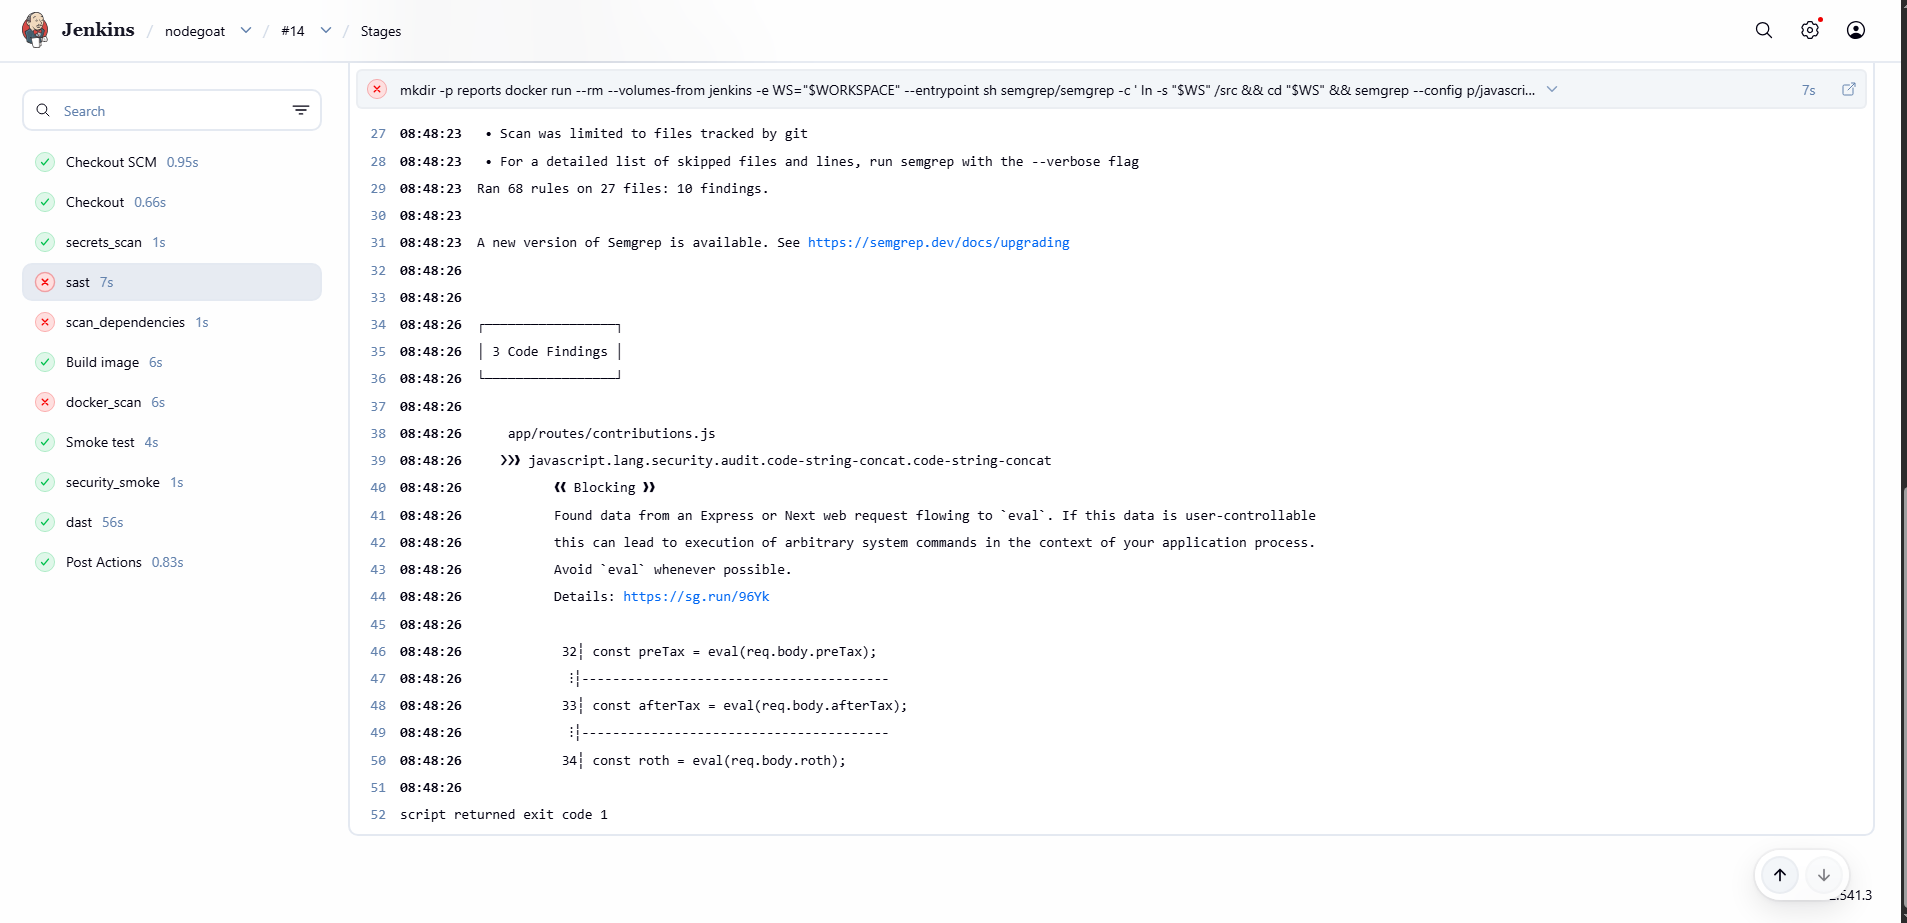 Jenkins / nodegoat / #14 / Stages
Search
Checkout SCM 0.95s
Checkout 0.66s
secrets_scan 1s
sast 7s
scan_dependencies 1s
Build image 6s
docker_scan 6s
Smoke test 4s
security_smoke 1s
dast 56s
Post Actions 0.83s
mkdir -p reports docker run --rm --volumes-from jenkins -e WS="$WORKSPACE" --entrypoint sh semgrep/semgrep -c ' ln -s "$WS" /src && cd "$WS" && semgrep --config p/javascri... 7s
27 08:48:23 • Scan was limited to files tracked by git
28 08:48:23 • For a detailed list of skipped files and lines, run semgrep with the --verbose flag
29 08:48:23 Ran 68 rules on 27 files: 10 findings.
30 08:48:23
31 08:48:23 A new version of Semgrep is available. See https://semgrep.dev/docs/upgrading
32 08:48:26
33 08:48:26
34 08:48:26
35 08:48:26 │ 3 Code Findings │
36 08:48:26
37 08:48:26
38 08:48:26 app/routes/contributions.js
39 08:48:26 ❯❯❱ javascript.lang.security.audit.code-string-concat.code-string-concat
40 08:48:26 ❰❰ Blocking ❱❱
41 08:48:26 Found data from an Express or Next web request flowing to `eval`. If this data is user-controllable
42 08:48:26 this can lead to execution of arbitrary system commands in the context of your application process.
43 08:48:26 Avoid `eval` whenever possible.
44 08:48:26 Details: https://sg.run/96Yk
45 08:48:26
46 08:48:26 32┆ const preTax = eval(req.body.preTax);
47 08:48:26 ⋮┆----------------------------------------
48 08:48:26 33┆ const afterTax = eval(req.body.afterTax);
49 08:48:26 ⋮┆----------------------------------------
50 08:48:26 34┆ const roth = eval(req.body.roth);
51 08:48:26
52 script returned exit code 1
.541.3